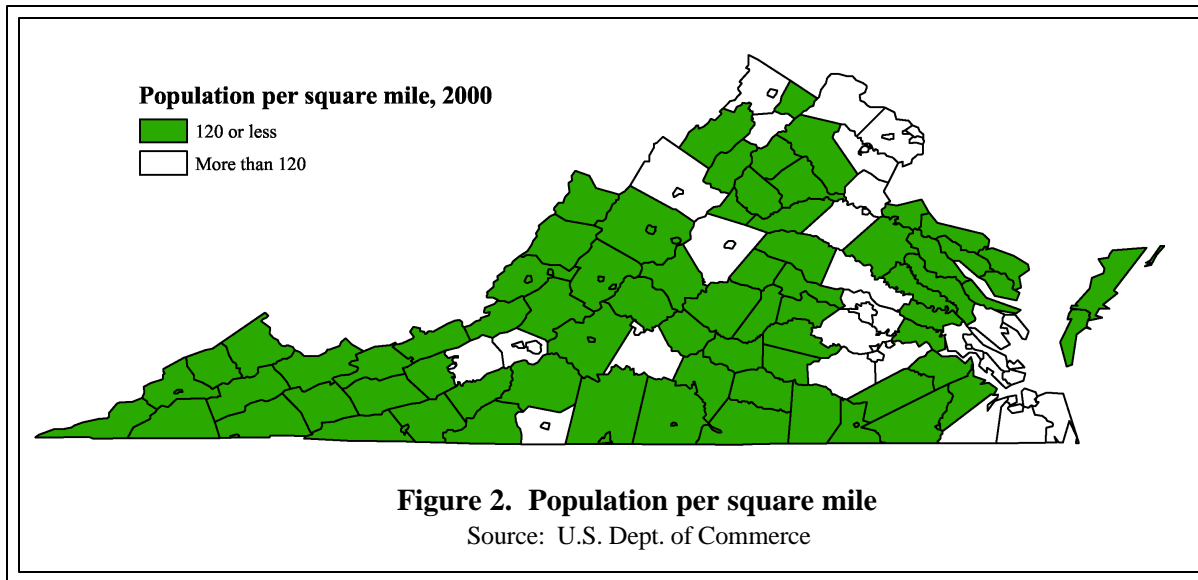 Population per square mile, 2000
120 or less
More than 120
Figure 2. Population per square mile
Source: U.S. Dept. of Commerce